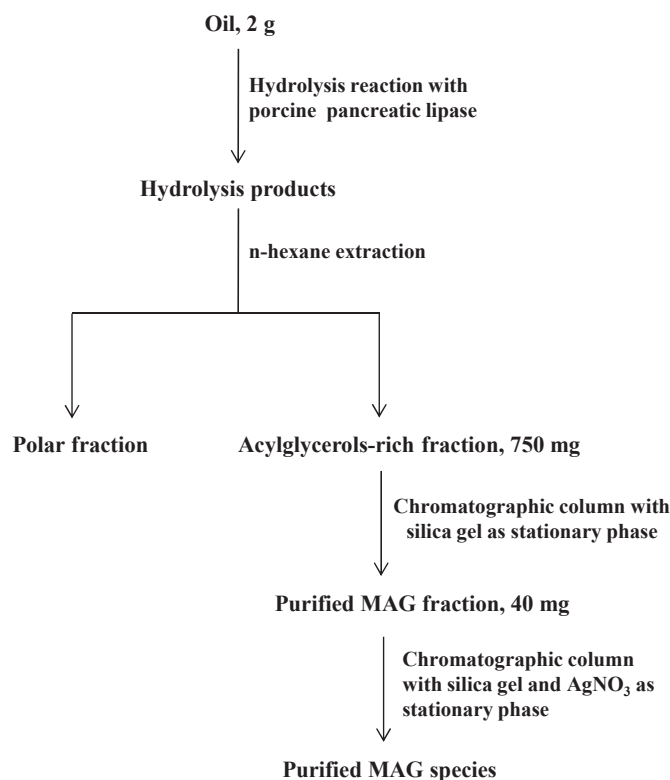 Oil, 2 g
Hydrolysis reaction with
porcine pancreatic lipase
Hydrolysis products
n-hexane extraction
Polar fraction
Acylglycerols-rich fraction, 750 mg
Chromatographic column with
silica gel as stationary phase
Purified MAG fraction, 40 mg
Chromatographic column
with silica gel and AgNO₃ as
stationary phase
Purified MAG species